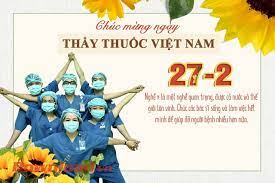 Chúc mừng ngày
THẦY THUỐC VIỆT NAM
27-2
Nghề y là một nghề quan trọng, được cả nước và thế
giới tôn vinh. Chúc các bác sĩ sống và làm việc hết
mình để giúp đỡ người bệnh nhiều hơn nữa.